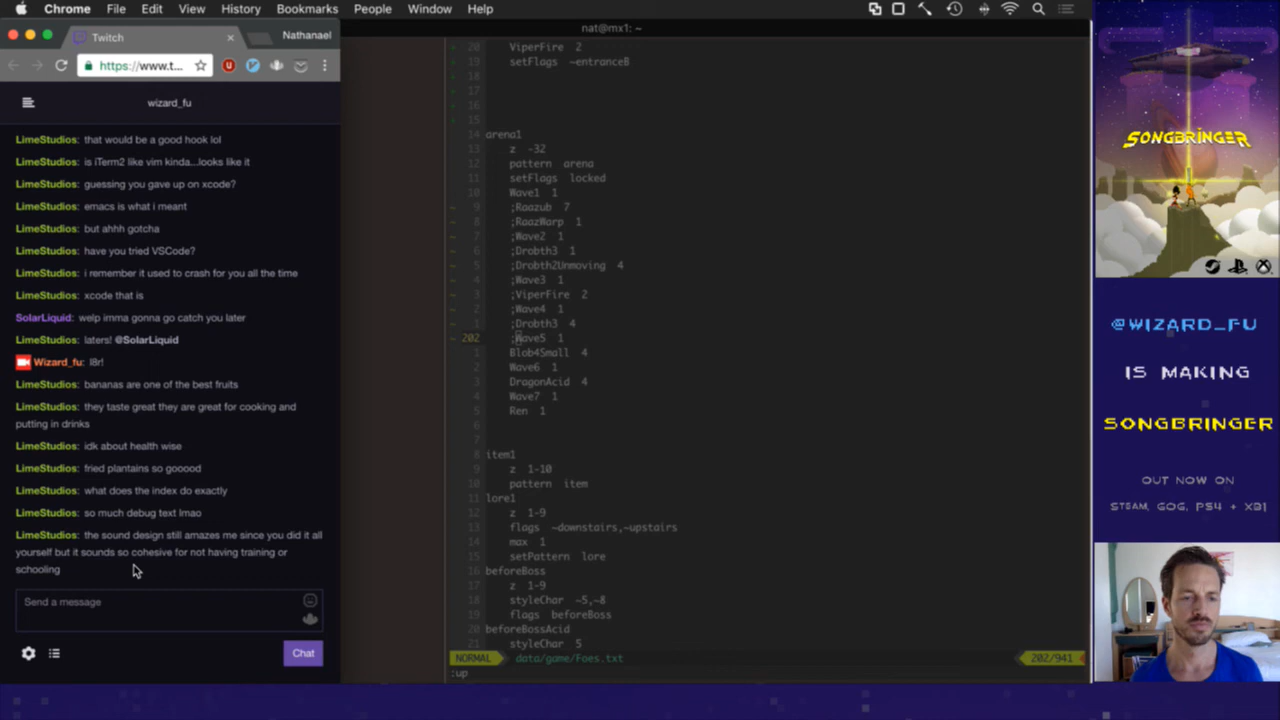 Chrome File Edit View History Bookmarks People Window Help
Twitch
Nathanael
https://www.t...
wizard_fu
LimeStudios: that would be a good hook lol
LimeStudios: is iTerm2 like vim kinda...looks like it
LimeStudios: guessing you gave up on xcode?
LimeStudios: emacs is what i meant
LimeStudios: but ahhh gotcha
LimeStudios: have you tried VSCode?
LimeStudios: i remember it used to crash for you all the time
LimeStudios: xcode that is
SolarLiquid: welp imma gonna go catch you later
LimeStudios: laters! @SolarLiquid
Wizard_fu: l8r!
LimeStudios: bananas are one of the best fruits
LimeStudios: they taste great they are great for cooking and
putting in drinks
LimeStudios: idk about health wise
LimeStudios: fried plantains so gooood
LimeStudios: what does the index do exactly
LimeStudios: so much debug text lmao
LimeStudios: the sound design still amazes me since you did it all
yourself but it sounds so cohesive for not having training or
schooling
Send a message
Chat
nat@mx1: ~
20 ViperFire 2
19 setFlags ~entranceB
18
17
16
15
14 arena1
13 z -32
12 pattern arena
11 setFlags locked
10 Wave1 1
9 ;Raazub 7
8 ;RaazWarp 1
7 ;Wave2 1
6 ;Drobth3 1
5 ;Drobth2Unmoving 4
4 ;Wave3 1
3 ;ViperFire 2
2 ;Wave4 1
1 ;Drobth3 4
202 ;Wave5 1
1 Blob4Small 4
2 Wave6 1
3 DragonAcid 4
4 Wave7 1
5 Ren 1
6
7
8 item1
9 z 1-10
10 pattern item
11 lore1
12 z 1-9
13 flags ~downstairs,~upstairs
14 max 1
15 setPattern lore
16 beforeBoss
17 z 1-9
18 styleChar ~5,~8
19 flags beforeBoss
20 beforeBossAcid
21 styleChar 5
NORMAL data/game/Foes.txt 202/941
:up
SONGBRINGER
@WIZARD_FU
IS MAKING
SONGBRINGER
OUT NOW ON
STEAM, GOG, PS4 + XB1